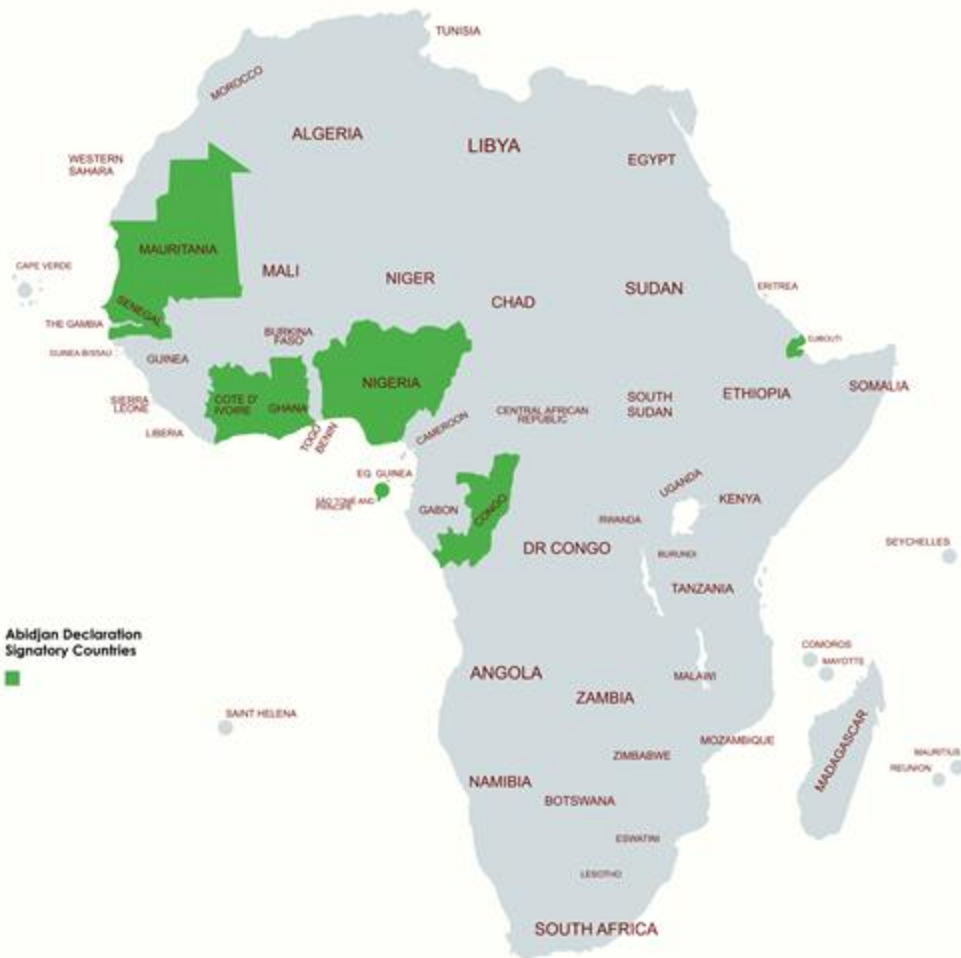 TUNISIA
MOROCCO
ALGERIA
LIBYA
WESTERN
SAHARA
EGYPT
MAURITANIA
CAPE VERDE
MALI
NIGER
CHAD
SUDAN
ERITREA
SENEGAL
THE GAMBIA
BURKINA
FASO
DJIBOUTI
GUINEA BISSAU
GUINEA
NIGERIA
ETHIOPIA
SOMALIA
SIERRA
LEONE
COTE D'
IVOIRE
GHANA
SOUTH
SUDAN
CENTRAL AFRICAN
REPUBLIC
LIBERIA
TOGO
BENIN
CAMEROON
EQ. GUINEA
UGANDA
KENYA
SAO TOME AND
PRINCIPE
GABON
CONGO
RWANDA
DR CONGO
BURUNDI
SEYCHELLES
TANZANIA
Abidjan Declaration
Signatory Countries
COMOROS
MAYOTTE
ANGOLA
MALAWI
ZAMBIA
SAINT HELENA
MOZAMBIQUE
MADAGASCAR
ZIMBABWE
MAURITIUS
REUNION
NAMIBIA
BOTSWANA
ESWATINI
LESOTHO
SOUTH AFRICA